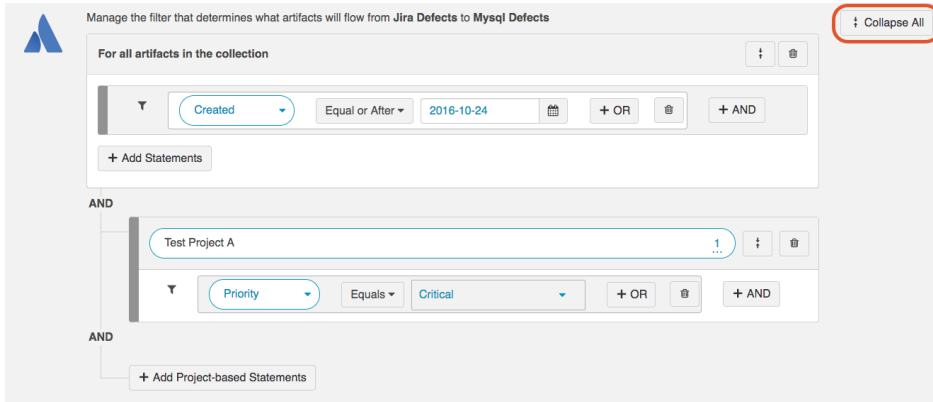 Manage the filter that determines what artifacts will flow from Jira Defects to Mysql Defects
Collapse All
For all artifacts in the collection
Created Equal or After 2016-10-24 + OR + AND
+ Add Statements
AND
Test Project A 1
Priority Equals Critical + OR + AND
AND
+ Add Project-based Statements